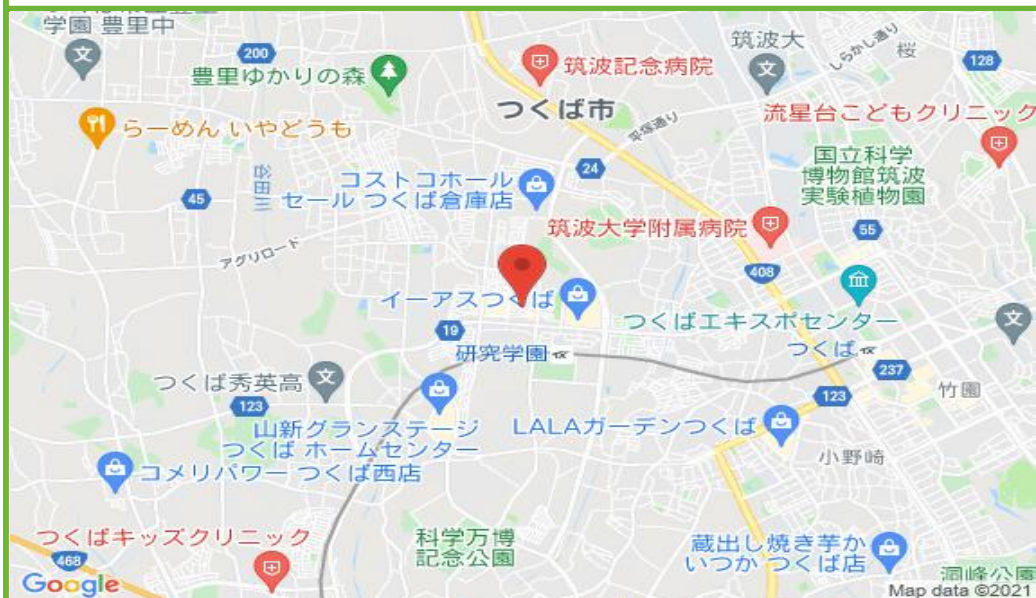 学園 豊里中
200
豊里ゆかりの森
筑波記念病院
つくば市
筑波大
しらかし通り
桜
128
らーめん いやどうも
平塚通り
流星台こどもクリニック
谷田川
45
コストコホール
セール つくば倉庫店
24
国立科学
博物館筑波
実験植物園
筑波大学附属病院
55
アグリロード
408
イーアスつくば
つくばエキスポセンター
19
研究学園
つくば
237
つくば秀英高
123
竹園
123
山新グランステージ
つくば ホームセンター
LALAガーデンつくば
小野崎
コメリパワー つくば西店
つくばキッズクリニック
科学万博
記念公園
蔵出し焼き芋か
いつか つくば店
468
洞峰公園
Google
Map data ©2021